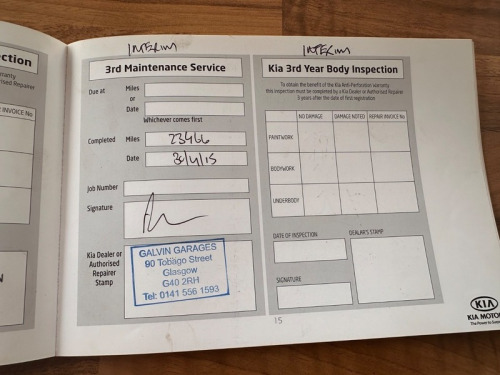 ction
rranty
rised Repairer
INVOICE No
N
INTERIM
3rd Maintenance Service
Due at
Miles
or
Date
Whichever comes first
Completed Miles 23466
Date 30/4/15
Job Number
Signature
Kia Dealer or
Authorised
Repairer
Stamp
GALVIN GARAGES
90 Tobago Street
Glasgow
G40 2RH
Tel: 0141 556 1593
INTERIM
Kia 3rd Year Body Inspection
To obtain the benefit of the Kia Anti-Perforation warranty
this inspection must be completed by a Kia Dealer or Authorised Repairer
3-years after the date of first registration.
NO DAMAGE DAMAGE NOTED REPAIR INVOICE No
PAINTWORK
BODYWORK
UNDERBODY
DATE OF INSPECTION
DEALER'S STAMP
SIGNATURE
15
KIA
KIA MOTO
The Power to Surp